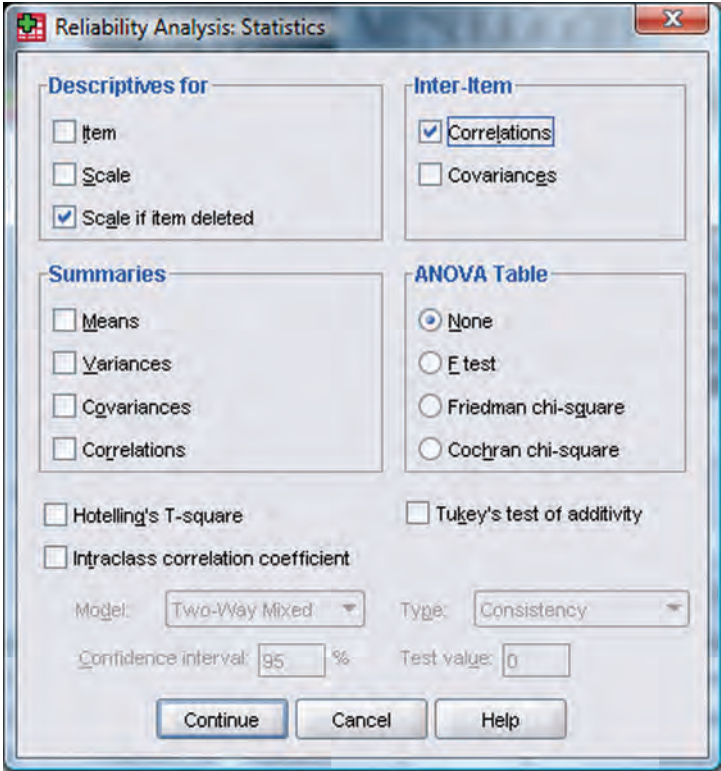 Reliability Analysis: Statistics
Descriptives for
Item
Scale
Scale if item deleted
Inter-Item
Correlations
Covariances
Summaries
Means
Variances
Covariances
Correlations
ANOVA Table
None
F test
Friedman chi-square
Cochran chi-square
Hotelling's T-square
Tukey's test of additivity
Intraclass correlation coefficient
Model: Two-Way Mixed Type: Consistency
Confidence interval: 95 % Test value: 0
Continue Cancel Help